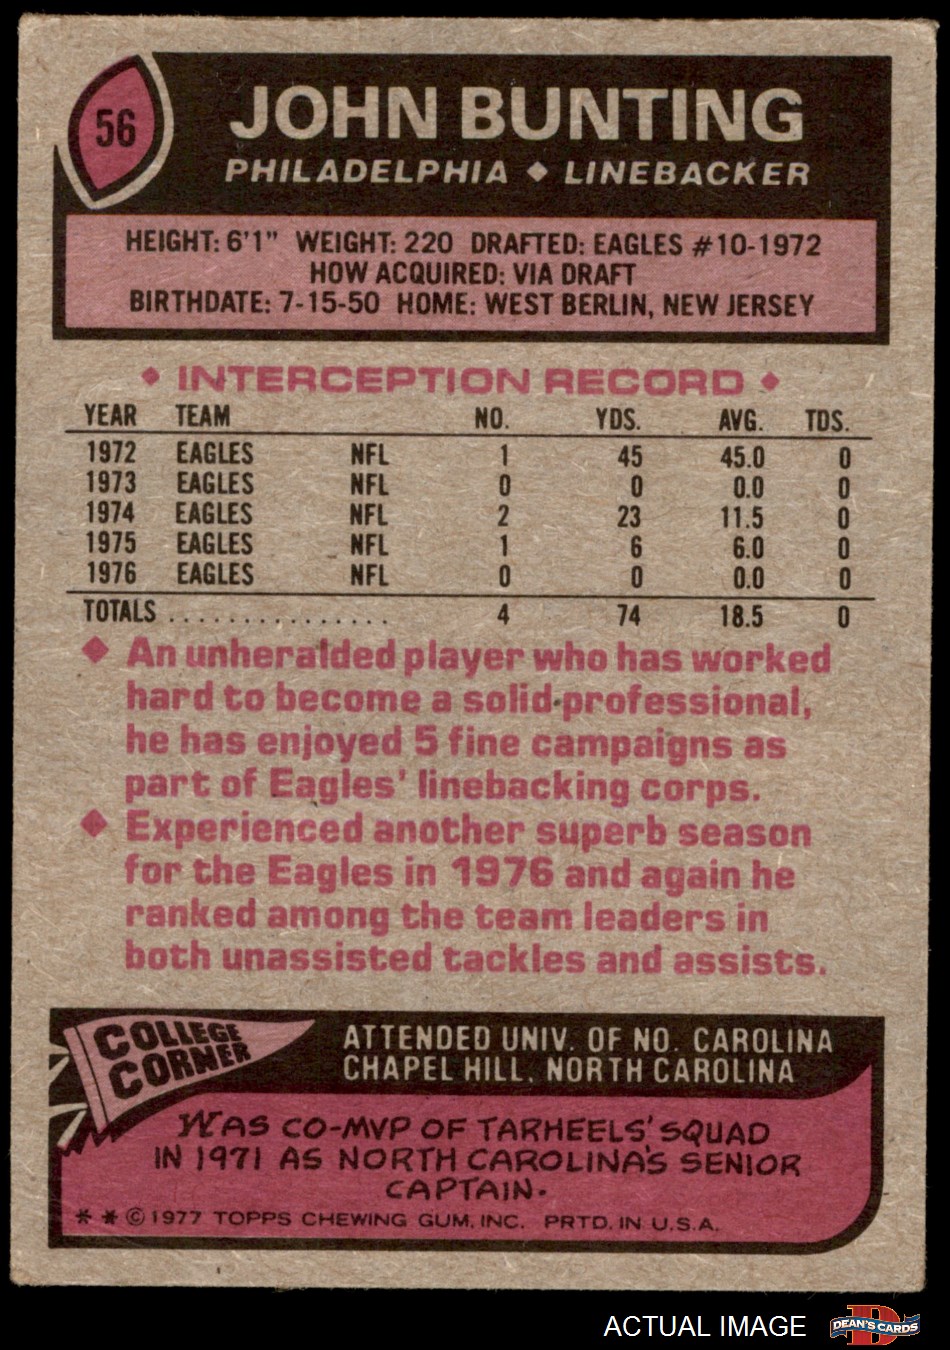 56
JOHN BUNTING
PHILADELPHIA ◆ LINEBACKER
HEIGHT: 6'1" WEIGHT: 220 DRAFTED: EAGLES #10-1972
HOW ACQUIRED: VIA DRAFT
BIRTHDATE: 7-15-50 HOME: WEST BERLIN, NEW JERSEY
◆ INTERCEPTION RECORD ◆
YEAR TEAM NO. YDS. AVG. TDS.
1972 EAGLES NFL 1 45 45.0 0
1973 EAGLES NFL 0 0 0.0 0
1974 EAGLES NFL 2 23 11.5 0
1975 EAGLES NFL 1 6 6.0 0
1976 EAGLES NFL 0 0 0.0 0
TOTALS . . . . . . . . . . . . . . . 4 74 18.5 0
◆ An unheralded player who has worked
hard to become a solid professional,
he has enjoyed 5 fine campaigns as
part of Eagles' linebacking corps.
◆ Experienced another superb season
for the Eagles in 1976 and again he
ranked among the team leaders in
both unassisted tackles and assists.
COLLEGE
CORNER
ATTENDED UNIV. OF NO. CAROLINA
CHAPEL HILL, NORTH CAROLINA
WAS CO-MVP OF TARHEELS' SQUAD
IN 1971 AS NORTH CAROLINA'S SENIOR
CAPTAIN.
* * © 1977 TOPPS CHEWING GUM, INC. PRTD. IN U.S.A.
ACTUAL IMAGE
D
DEAN'S CARDS